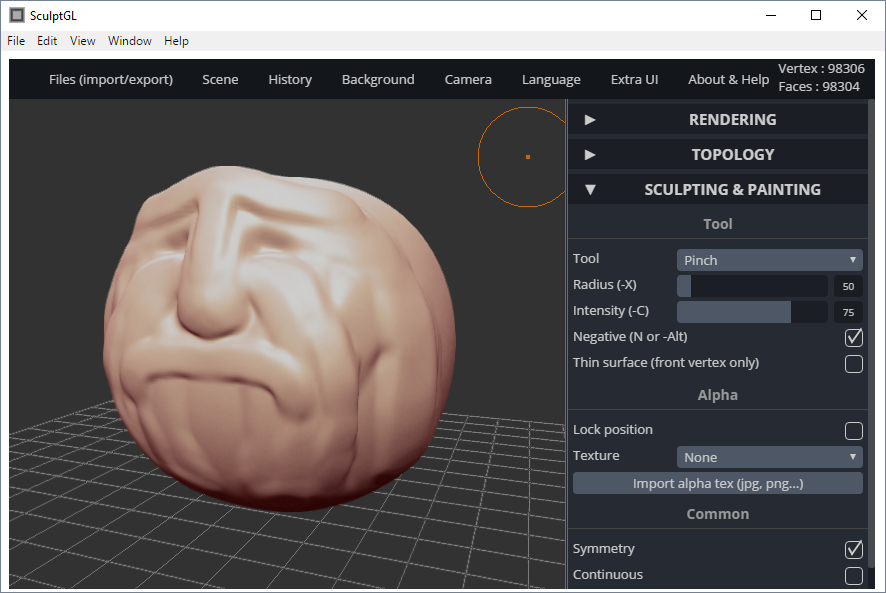 SculptGL
File Edit View Window Help
Files (import/export) Scene History Background Camera Language Extra UI About & Help
Vertex : 98306
Faces : 98304
RENDERING
TOPOLOGY
SCULPTING & PAINTING
Tool
Tool Pinch
Radius (-X) 50
Intensity (-C) 75
Negative (N or -Alt)
Thin surface (front vertex only)
Alpha
Lock position
Texture None
Import alpha tex (jpg, png...)
Common
Symmetry
Continuous